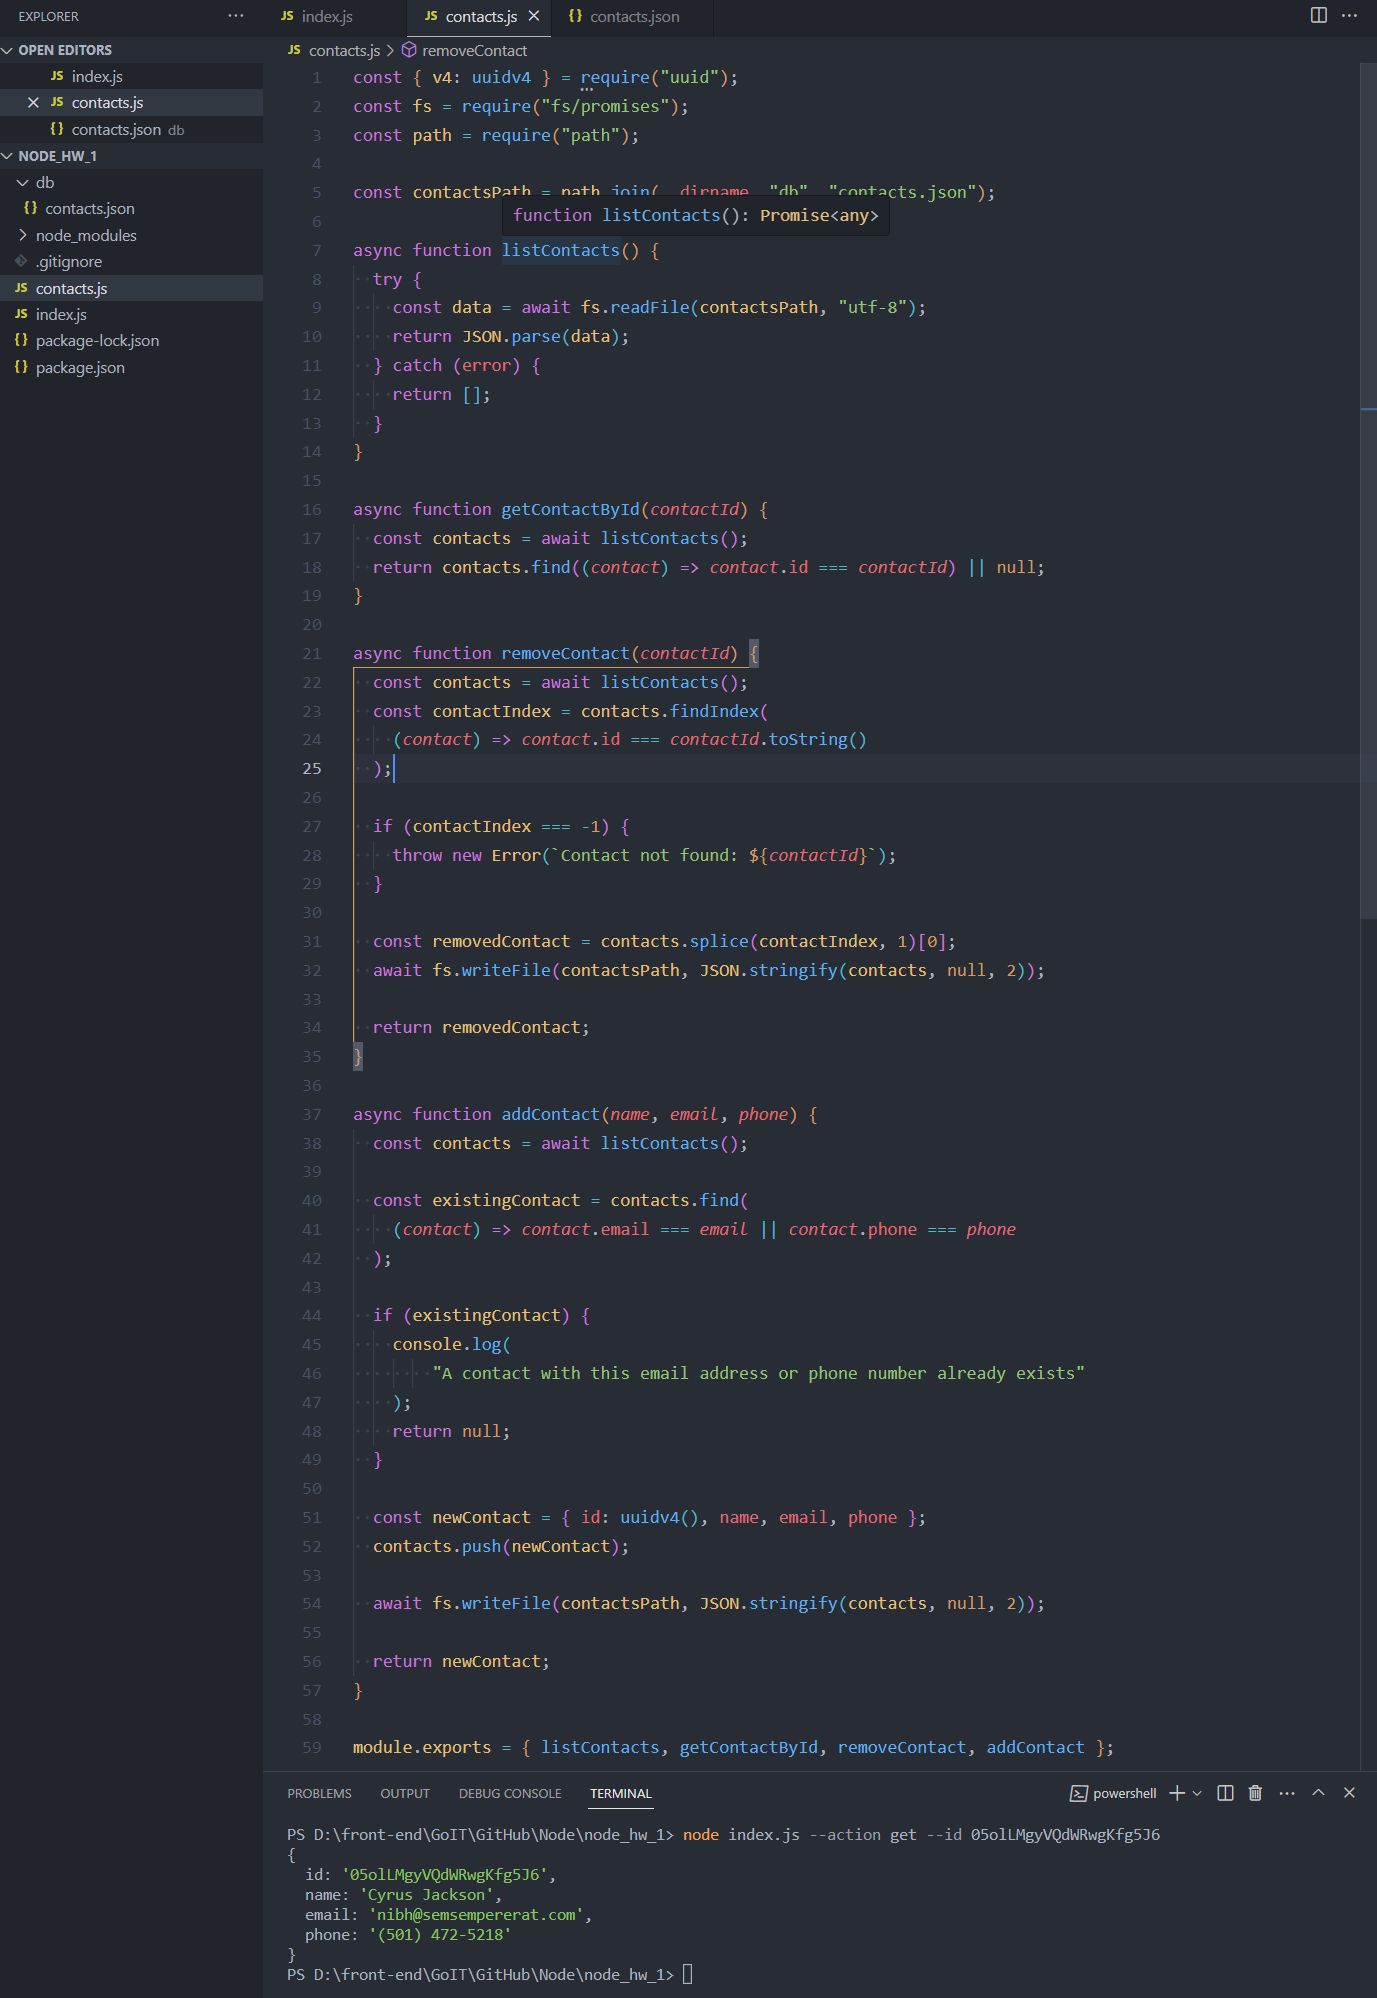 EXPLORER
OPEN EDITORS
JS index.js
JS contacts.js
{} contacts.json db
NODE_HW_1
db
{} contacts.json
node_modules
.gitignore
JS contacts.js
JS index.js
{} package-lock.json
{} package.json
JS index.js
JS contacts.js
{} contacts.json
JS contacts.js > removeContact
1 const { v4: uuidv4 } = require("uuid");
2 const fs = require("fs/promises");
3 const path = require("path");
4
5 const contactsPath = path.join(__dirname, "db", "contacts.json");
function listContacts(): Promise<any>
6
7 async function listContacts() {
8 try {
9 const data = await fs.readFile(contactsPath, "utf-8");
10 return JSON.parse(data);
11 } catch (error) {
12 return [];
13 }
14 }
15
16 async function getContactById(contactId) {
17 const contacts = await listContacts();
18 return contacts.find((contact) => contact.id === contactId) || null;
19 }
20
21 async function removeContact(contactId) {
22 const contacts = await listContacts();
23 const contactIndex = contacts.findIndex(
24 (contact) => contact.id === contactId.toString()
25 );
26
27 if (contactIndex === -1) {
28 throw new Error(`Contact not found: ${contactId}`);
29 }
30
31 const removedContact = contacts.splice(contactIndex, 1)[0];
32 await fs.writeFile(contactsPath, JSON.stringify(contacts, null, 2));
33
34 return removedContact;
35 }
36
37 async function addContact(name, email, phone) {
38 const contacts = await listContacts();
39
40 const existingContact = contacts.find(
41 (contact) => contact.email === email || contact.phone === phone
42 );
43
44 if (existingContact) {
45 console.log(
46 "A contact with this email address or phone number already exists"
47 );
48 return null;
49 }
50
51 const newContact = { id: uuidv4(), name, email, phone };
52 contacts.push(newContact);
53
54 await fs.writeFile(contactsPath, JSON.stringify(contacts, null, 2));
55
56 return newContact;
57 }
58
59 module.exports = { listContacts, getContactById, removeContact, addContact };
PROBLEMS OUTPUT DEBUG CONSOLE TERMINAL
powershell
PS D:\front-end\GoIT\GitHub\Node\node_hw_1> node index.js --action get --id 05olLMgyVQdWRwgKfg5J6
{
id: '05olLMgyVQdWRwgKfg5J6',
name: 'Cyrus Jackson',
email: 'nibh@semsempererat.com',
phone: '(501) 472-5218'
}
PS D:\front-end\GoIT\GitHub\Node\node_hw_1>